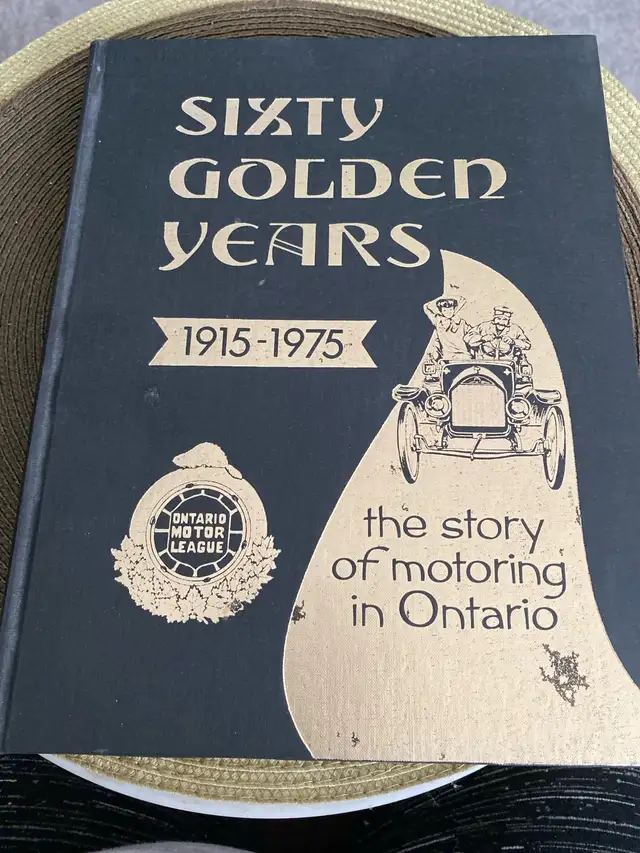 SIXTY
GOLDEN
YEARS
1915-1975
ONTARIO
MOTOR
LEAGUE
the story
of motoring
in Ontario